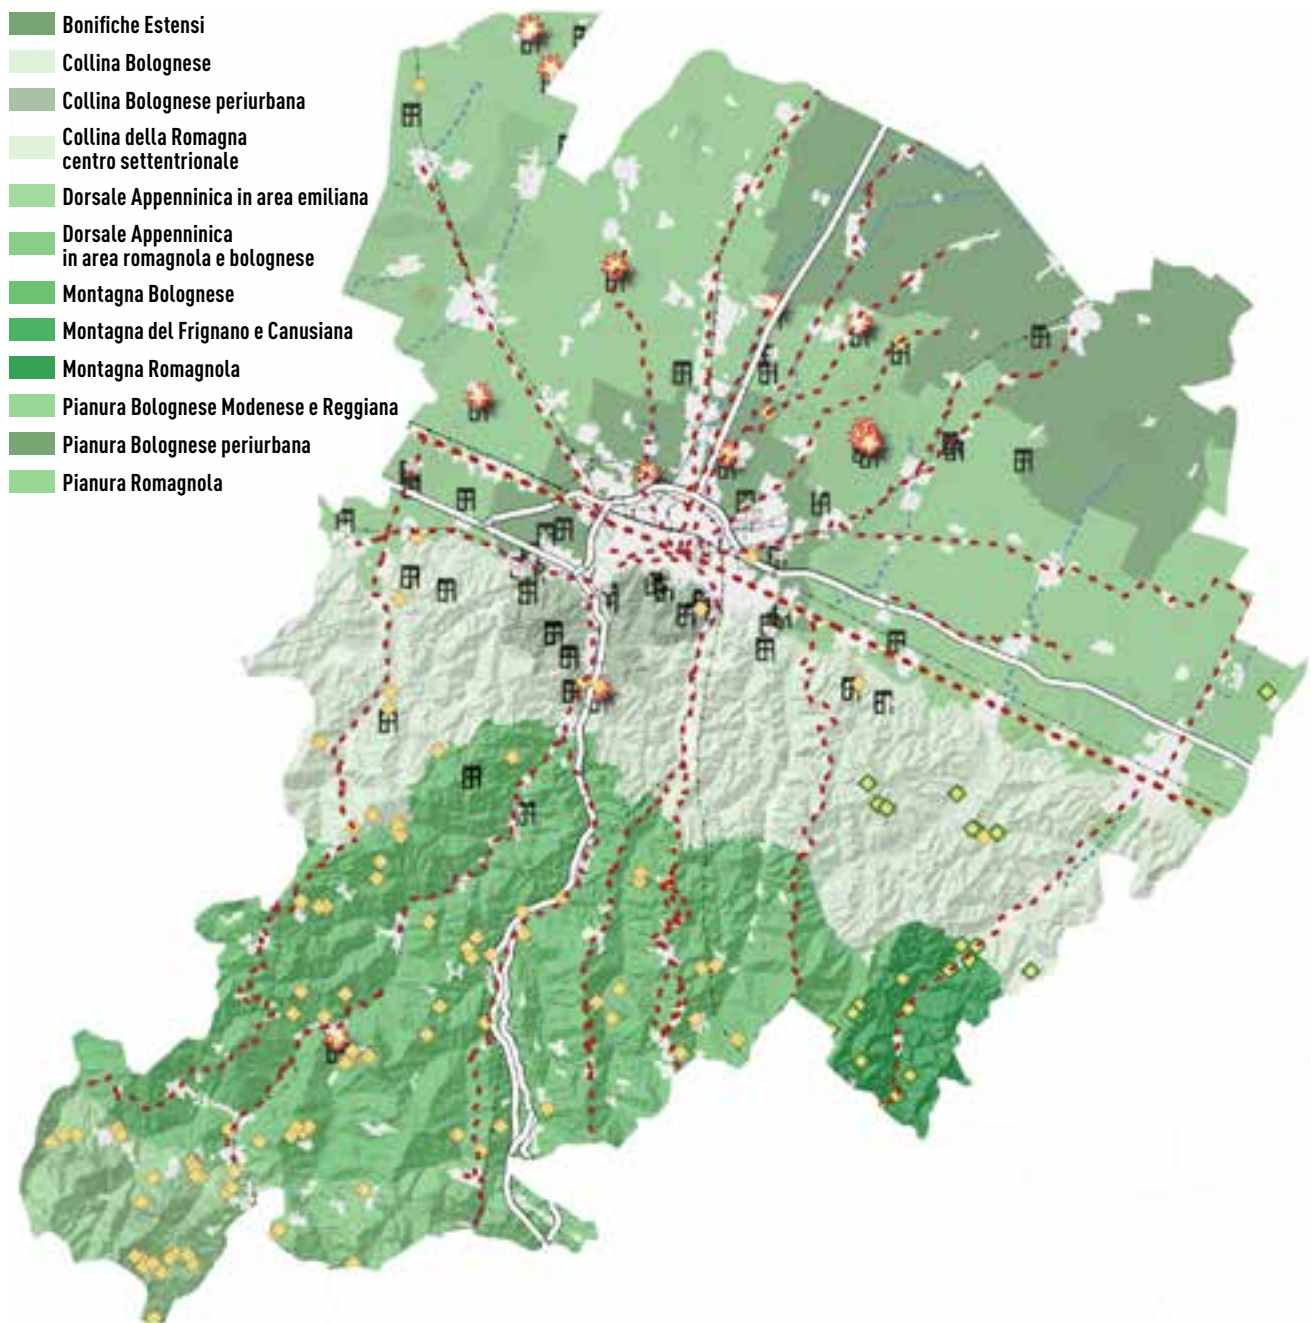 Bonifiche Estensi
Collina Bolognese
Collina Bolognese periurbana
Collina della Romagna
centro settentrionale
Dorsale Appenninica in area emiliana
Dorsale Appenninica
in area romagnola e bolognese
Montagna Bolognese
Montagna del Frignano e Canusiana
Montagna Romagnola
Pianura Bolognese Modenese e Reggiana
Pianura Bolognese periurbana
Pianura Romagnola